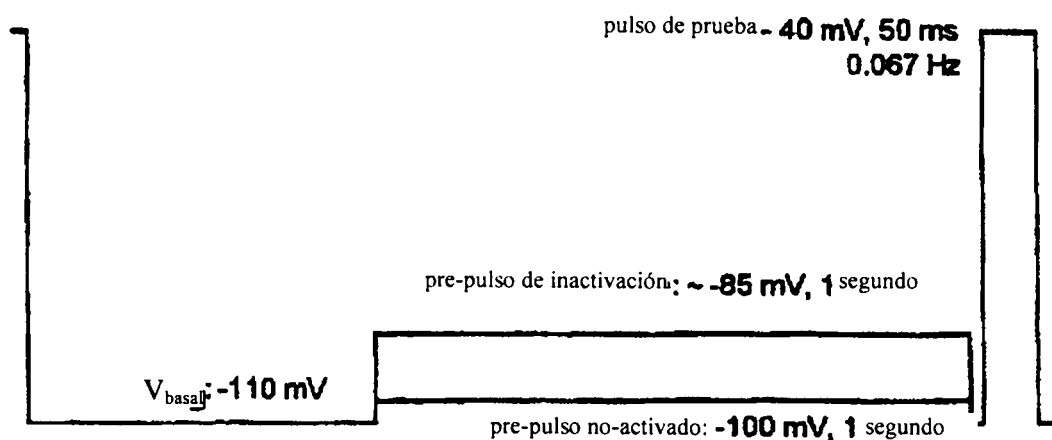 pulso de prueba - 40 mV, 50 ms
0.067 Hz
pre-pulso de inactivación: ~ -85 mV, 1 segundo
Vbasal: -110 mV
pre-pulso no-activado: -100 mV, 1 segundo